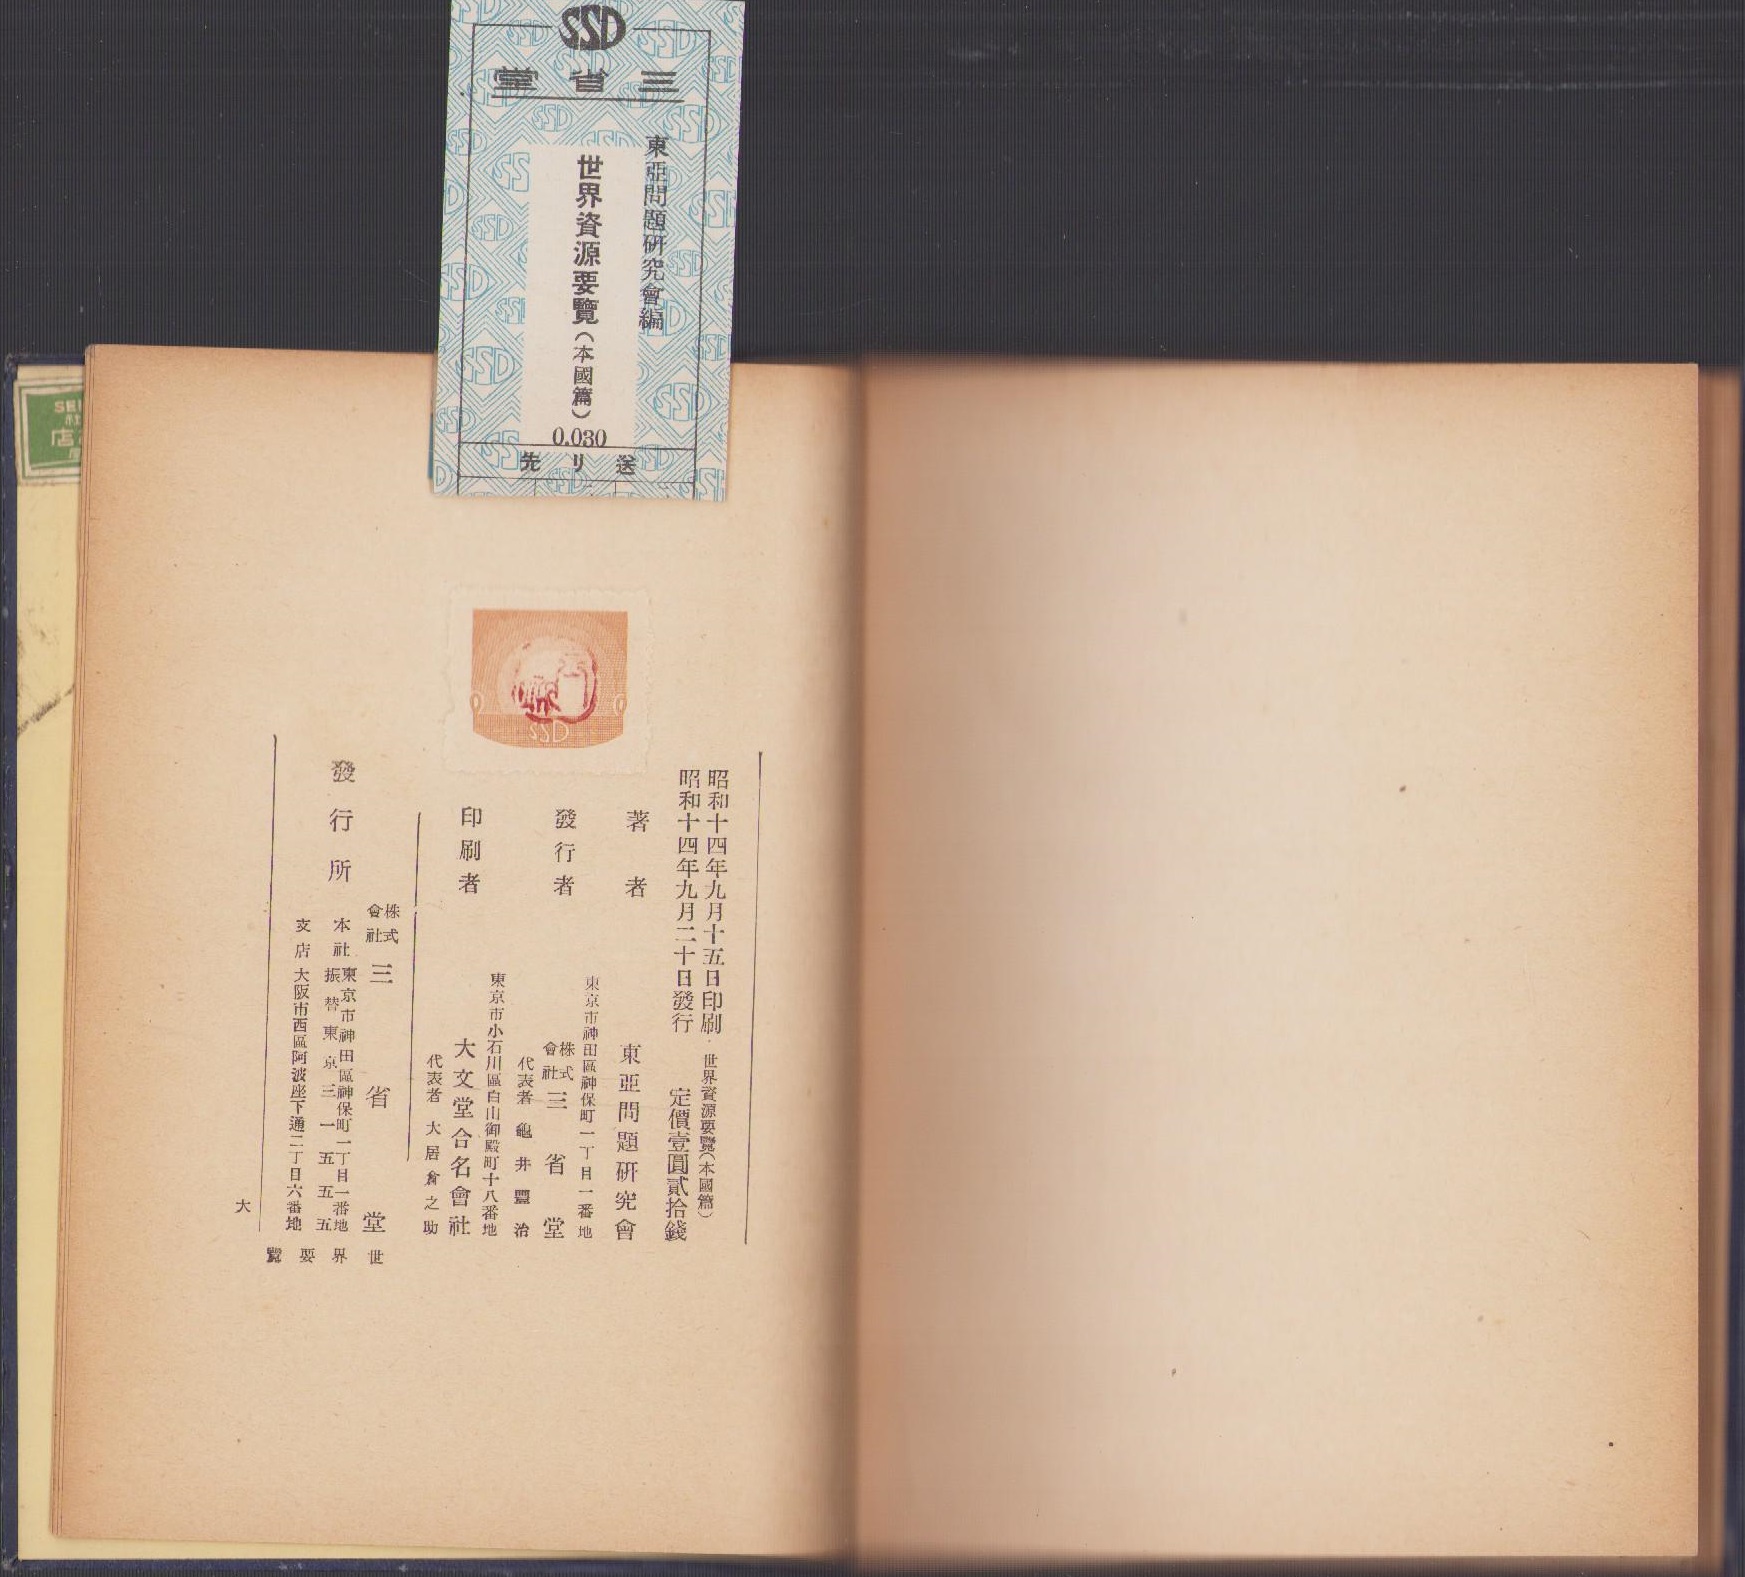 SSD
三省堂
東亞問題研究會編
世界資源要覽(本國篇)
0.030
送リ先
SSD
昭和十四年九月十五日印刷
昭和十四年九月二十日發行
世界資源要覽(本國篇)
定價壹圓貳拾錢
著者
東亞問題研究會
東京市神田區神保町一丁目一番地
發行者
株式會社三省堂
代表者 龜井豐治
東京市小石川區白山御殿町十八番地
印刷者
大文堂合名會社
代表者 大居倉之助
發行所
株式會社三省堂
本社 東京市神田區神保町一丁目一番地
振替東京三一五五五
支店 大阪市西區阿波座下通二丁目六番地
世界要覽
大